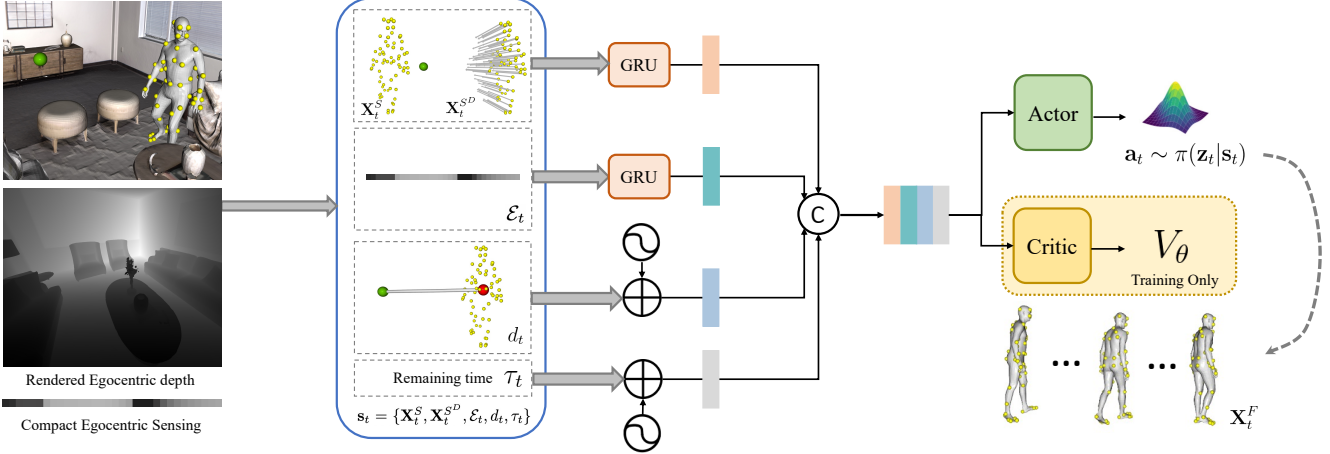 Rendered Egocentric depth
Compact Egocentric Sensing
X_t^S
X_t^{S^D}
ℰ_t
d_t
Remaining time τ_t
s_t = {X_t^S, X_t^{S^D}, ℰ_t, d_t, τ_t}
GRU
GRU
C
Actor
a_t ∼ π(z_t|s_t)
Critic
V_θ
Training Only
...
...
X_t^F